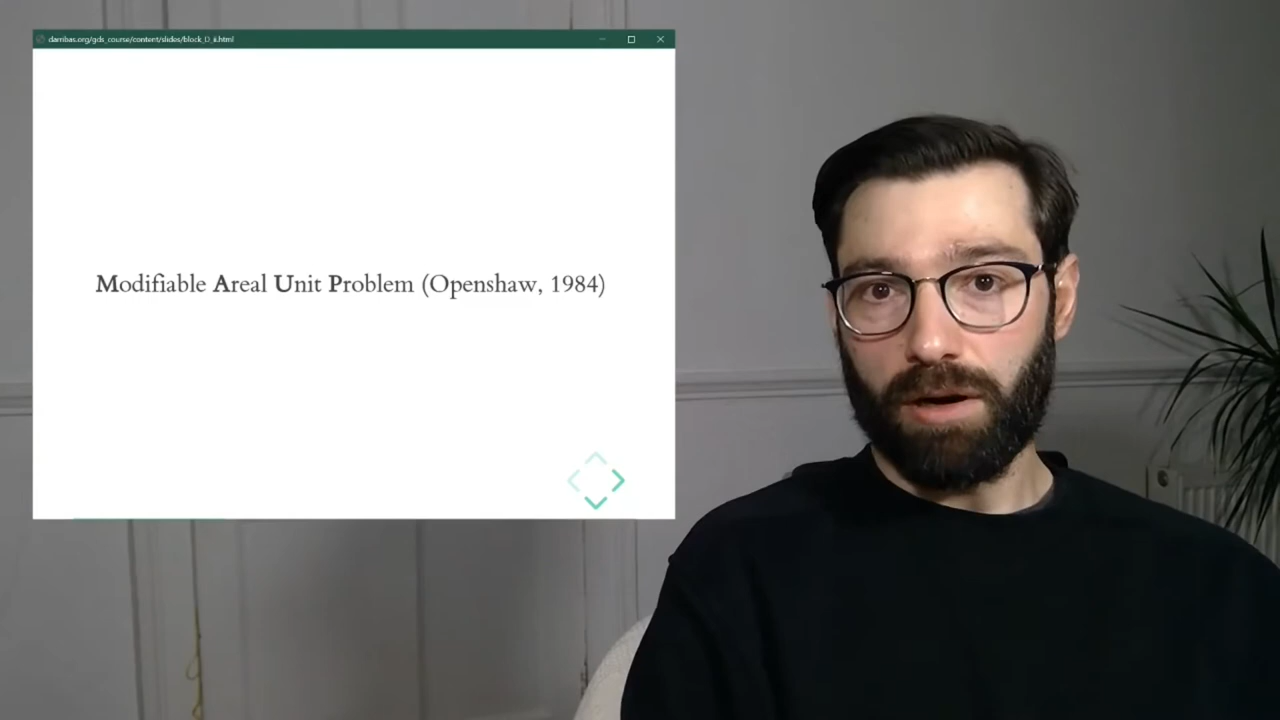 darribas.org/gds_course/content/slides/block_D_ii.html
Modifiable Areal Unit Problem (Openshaw, 1984)